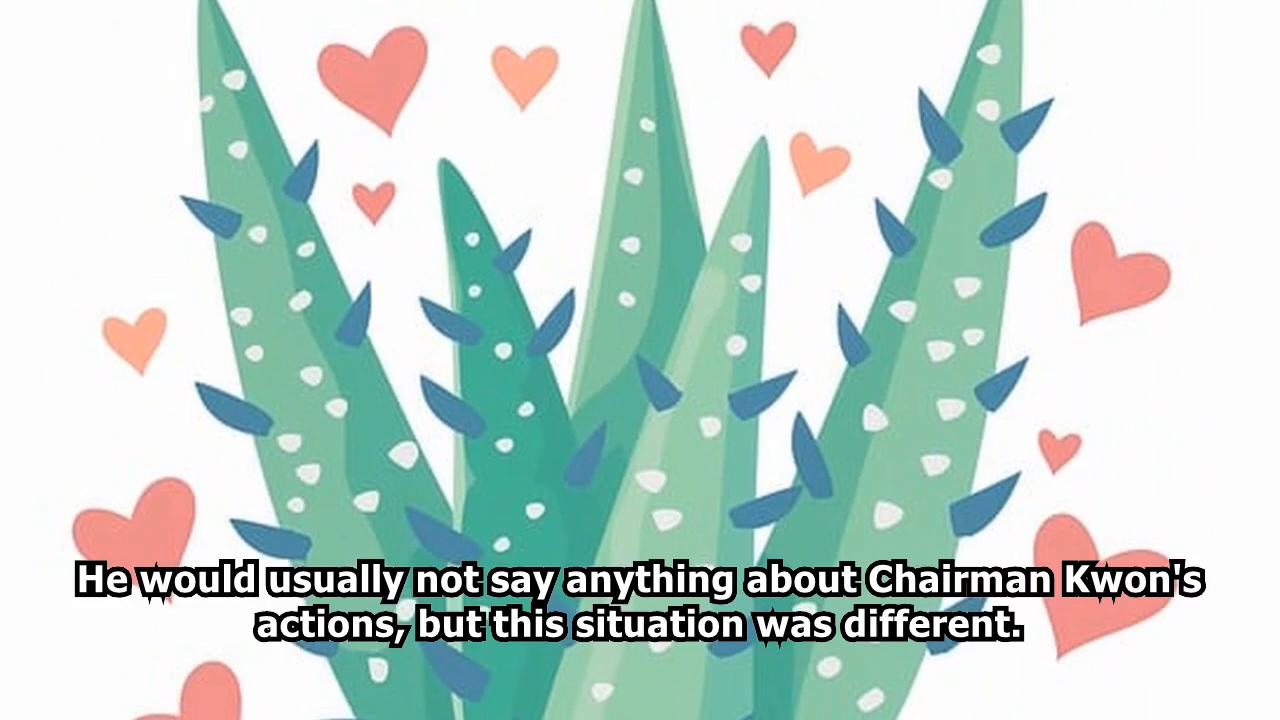 He would usually not say anything about Chairman Kwon's
actions, but this situation was different.